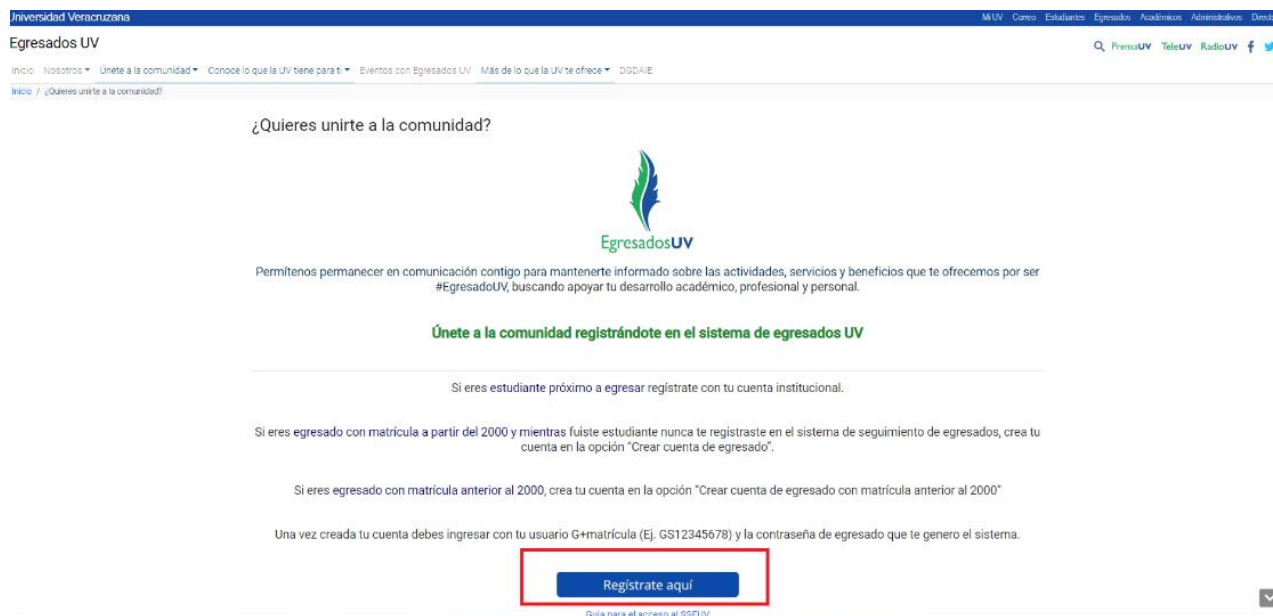 Universidad Veracruzana
Mi UV Correo Estudiantes Egresados Académicos Administrativos
Egresados UV
PrensaUV TeleUV RadioUV
Inicio Nosotros Únete a la comunidad Conoce lo que la UV tiene para ti Eventos con Egresados UV Más de lo que la UV te ofrece DGDAIE
Inicio / ¿Quieres unirte a la comunidad?
¿Quieres unirte a la comunidad?
EgresadosUV
Permítenos permanecer en comunicación contigo para mantenerte informado sobre las actividades, servicios y beneficios que te ofrecemos por ser
#EgresadoUV, buscando apoyar tu desarrollo académico, profesional y personal.
Únete a la comunidad registrándote en el sistema de egresados UV
Si eres estudiante próximo a egresar regístrate con tu cuenta institucional.
Si eres egresado con matrícula a partir del 2000 y mientras fuiste estudiante nunca te registraste en el sistema de seguimiento de egresados, crea tu
cuenta en la opción "Crear cuenta de egresado".
Si eres egresado con matrícula anterior al 2000, crea tu cuenta en la opción "Crear cuenta de egresado con matrícula anterior al 2000"
Una vez creada tu cuenta debes ingresar con tu usuario G+matrícula (Ej. GS12345678) y la contraseña de egresado que te genero el sistema.
Regístrate aquí
Guía para el acceso al SSEUV